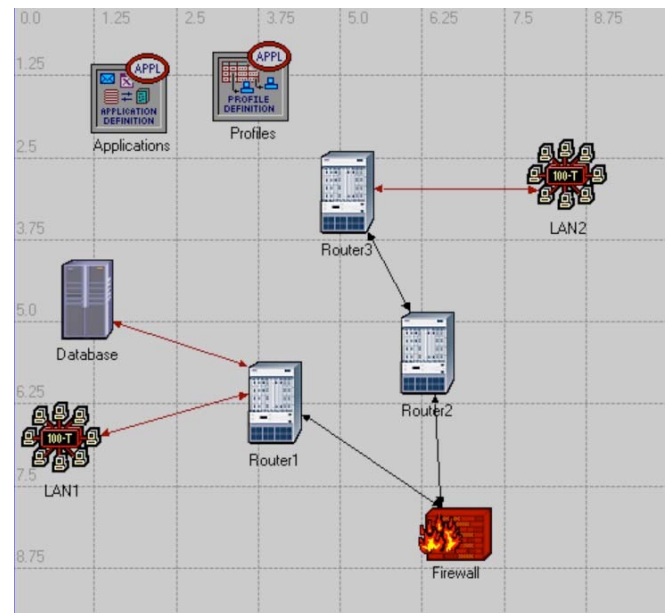 0.0 1.25 2.5 3.75 5.0 6.25 7.5 8.75
1.25
APPL
APPLICATION
DEFINITION
Applications
APPL
PROFILE
DEFINITION
Profiles
2.5
100-T
LAN2
Router3
3.75
5.0
Database
Router2
6.25
100-T
LAN1
Router1
7.5
Firewall
8.75